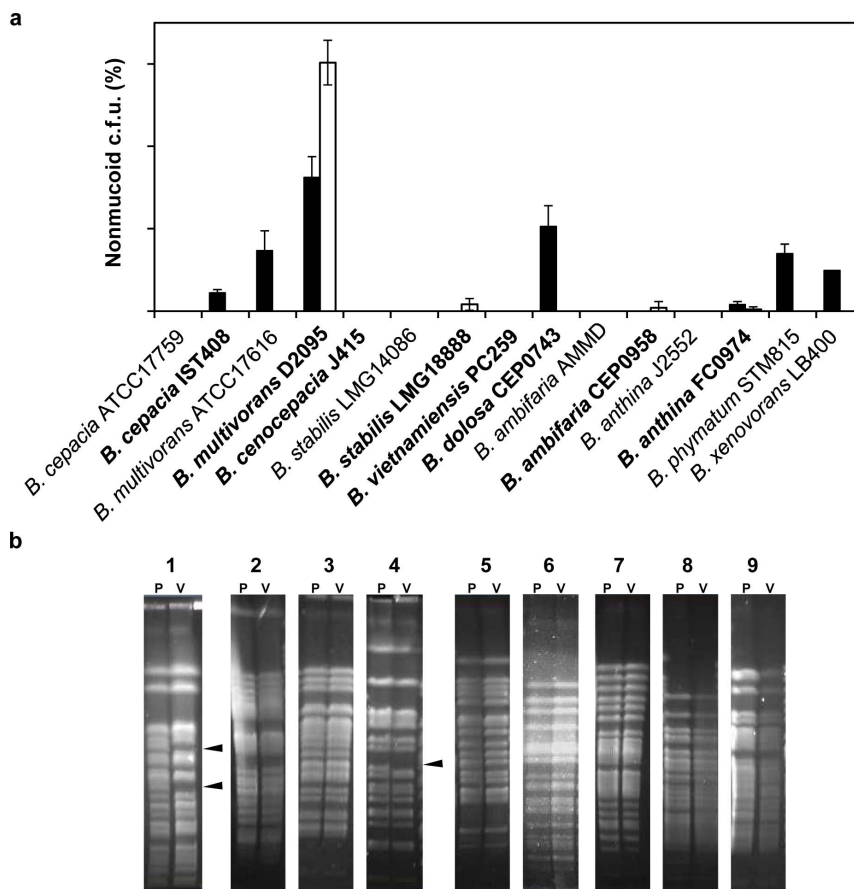 a
Nonmucoid c.f.u. (%)
B. cepacia ATCC17759
B. cepacia IST408
B. multivorans ATCC17616
B. multivorans D2095
B. cenocepacia J415
B. stabilis LMG14086
B. stabilis LMG18888
B. vietnamiensis PC259
B. dolosa CEP0743
B. ambifaria AMMD
B. ambifaria CEP0958
B. anthina J2552
B. anthina FC0974
B. phymatum STM815
B. xenovorans LB400
b
1 2 3 4 5 6 7 8 9
P V P V P V P V P V P V P V P V P V